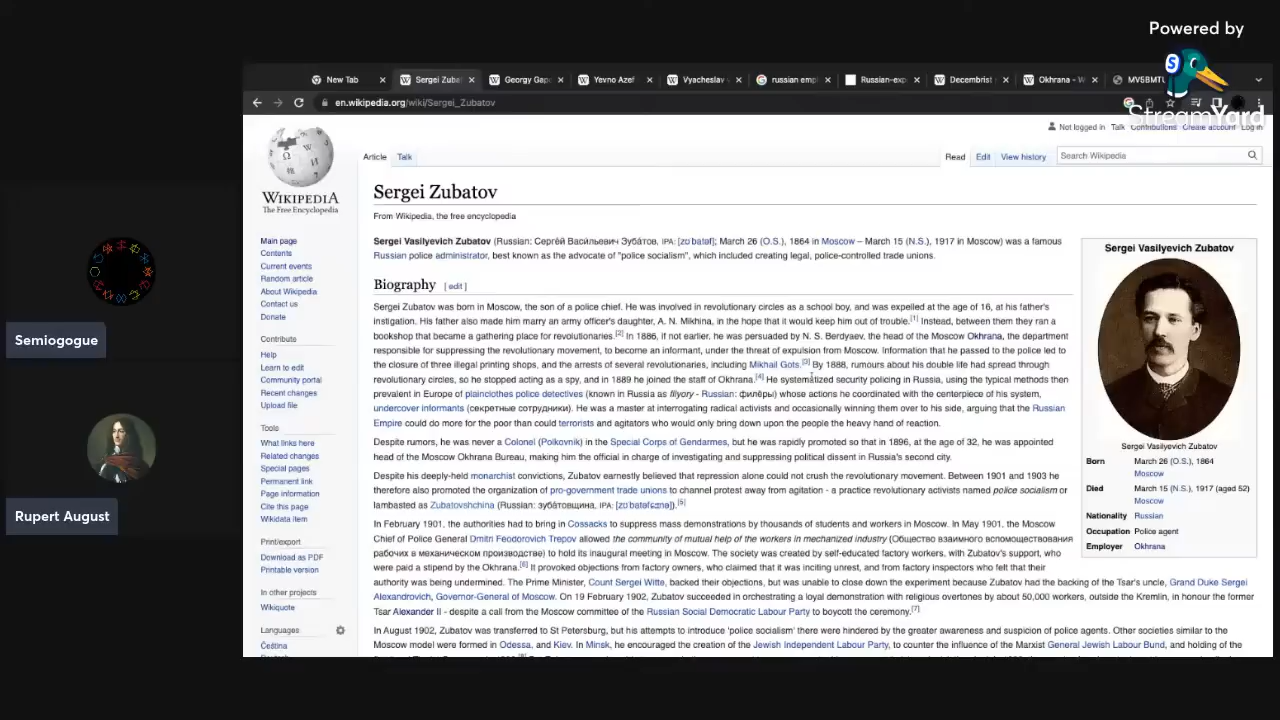 Powered by
S
StreamYard
New Tab
Sergei Zubat
Georgy Gap
Yevno Azef
Vyacheslav
russian emp
Russian-exp
Decembrist
Okhrana - W
MV5BMTU
en.wikipedia.org/wiki/Sergei_Zubatov
Not logged in Talk Contributions Create account Log in
Article Talk
Read Edit View history
Search Wikipedia
WIKIPEDIA
The Free Encyclopedia
Main page
Contents
Current events
Random article
About Wikipedia
Contact us
Donate
Contribute
Help
Learn to edit
Community portal
Recent changes
Upload file
Tools
What links here
Related changes
Special pages
Permanent link
Page information
Cite this page
Wikidata item
Print/export
Download as PDF
Printable version
In other projects
Wikiquote
Languages
Čeština
Sergei Zubatov
From Wikipedia, the free encyclopedia
Sergei Vasilyevich Zubatov (Russian: Серге́й Васи́льевич Зуба́тов, IPA: [zʊˈbatəf]; March 26 (O.S.), 1864 in Moscow – March 15 (N.S.), 1917 in Moscow) was a famous
Russian police administrator, best known as the advocate of "police socialism", which included creating legal, police-controlled trade unions.
Biography [ edit ]
Sergei Zubatov was born in Moscow, the son of a police chief. He was involved in revolutionary circles as a school boy, and was expelled at the age of 16, at his father's
instigation. His father also made him marry an army officer's daughter, A. N. Mikhina, in the hope that it would keep him out of trouble.[1] Instead, between them they ran a
bookshop that became a gathering place for revolutionaries.[2] In 1886, if not earlier, he was persuaded by N. S. Berdyaev, the head of the Moscow Okhrana, the department
responsible for suppressing the revolutionary movement, to become an informant, under the threat of expulsion from Moscow. Information that he passed to the police led to
the closure of three illegal printing shops, and the arrests of several revolutionaries, including Mikhail Gots.[3] By 1888, rumours about his double life had spread through
revolutionary circles, so he stopped acting as a spy, and in 1889 he joined the staff of Okhrana.[4] He systematized security policing in Russia, using the typical methods then
prevalent in Europe of plainclothes police detectives (known in Russia as filyory - Russian: филёры) whose actions he coordinated with the centerpiece of his system,
undercover informants (секретные сотрудники). He was a master at interrogating radical activists and occasionally winning them over to his side, arguing that the Russian
Empire could do more for the poor than could terrorists and agitators who would only bring down upon the people the heavy hand of reaction.
Despite rumors, he was never a Colonel (Polkovnik) in the Special Corps of Gendarmes, but he was rapidly promoted so that in 1896, at the age of 32, he was appointed
head of the Moscow Okhrana Bureau, making him the official in charge of investigating and suppressing political dissent in Russia's second city.
Despite his deeply-held monarchist convictions, Zubatov earnestly believed that repression alone could not crush the revolutionary movement. Between 1901 and 1903 he
therefore also promoted the organization of pro-government trade unions to channel protest away from agitation - a practice revolutionary activists named police socialism or
lambasted as Zubatovshchina (Russian: зубатовщина, IPA: [zʊˈbatəfɕːɪnə]).[5]
In February 1901, the authorities had to bring in Cossacks to suppress mass demonstrations by thousands of students and workers in Moscow. In May 1901, the Moscow
Chief of Police General Dmitri Feodorovich Trepov allowed the community of mutual help of the workers in mechanized industry (Общество взаимного вспомоществования
рабочих в механическом производстве) to hold its inaugural meeting in Moscow. The society was created by self-educated factory workers, with Zubatov's support, who
were paid a stipend by the Okhrana.[6] It provoked objections from factory owners, who claimed that it was inciting unrest, and from factory inspectors who felt that their
authority was being undermined. The Prime Minister, Count Sergei Witte, backed their objections, but was unable to close down the experiment because Zubatov had the backing of the Tsar's uncle, Grand Duke Sergei
Alexandrovich, Governor-General of Moscow. On 19 February 1902, Zubatov succeeded in orchestrating a loyal demonstration with religious overtones by about 50,000 workers, outside the Kremlin, in honour the former
Tsar Alexander II - despite a call from the Moscow committee of the Russian Social Democratic Labour Party to boycott the ceremony.[7]
In August 1902, Zubatov was transferred to St Petersburg, but his attempts to introduce 'police socialism' there were hindered by the greater awareness and suspicion of police agents. Other societies similar to the
Moscow model were formed in Odessa, and Kiev. In Minsk, he encouraged the creation of the Jewish Independent Labour Party, to counter the influence of the Marxist General Jewish Labour Bund, and holding of the
Sergei Vasilyevich Zubatov
Sergei Vasilyevich Zubatov
Born March 26 (O.S.), 1864
Moscow
Died March 15 (N.S.), 1917 (aged 52)
Moscow
Nationality Russian
Occupation Police agent
Employer Okhrana
Semiogogue
Rupert August